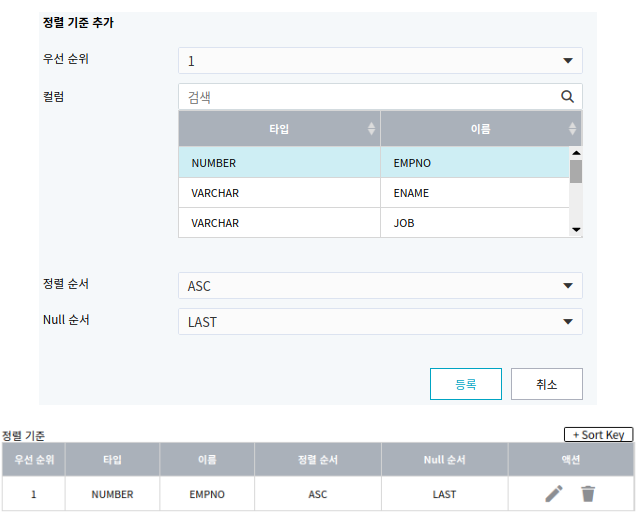 정렬 기준 추가
우선 순위 1
컬럼 검색
타입 이름
NUMBER EMPNO
VARCHAR ENAME
VARCHAR JOB
정렬 순서 ASC
Null 순서 LAST
등록 취소
정렬 기준 + Sort Key
우선 순위 타입 이름 정렬 순서 Null 순서 액션
1 NUMBER EMPNO ASC LAST